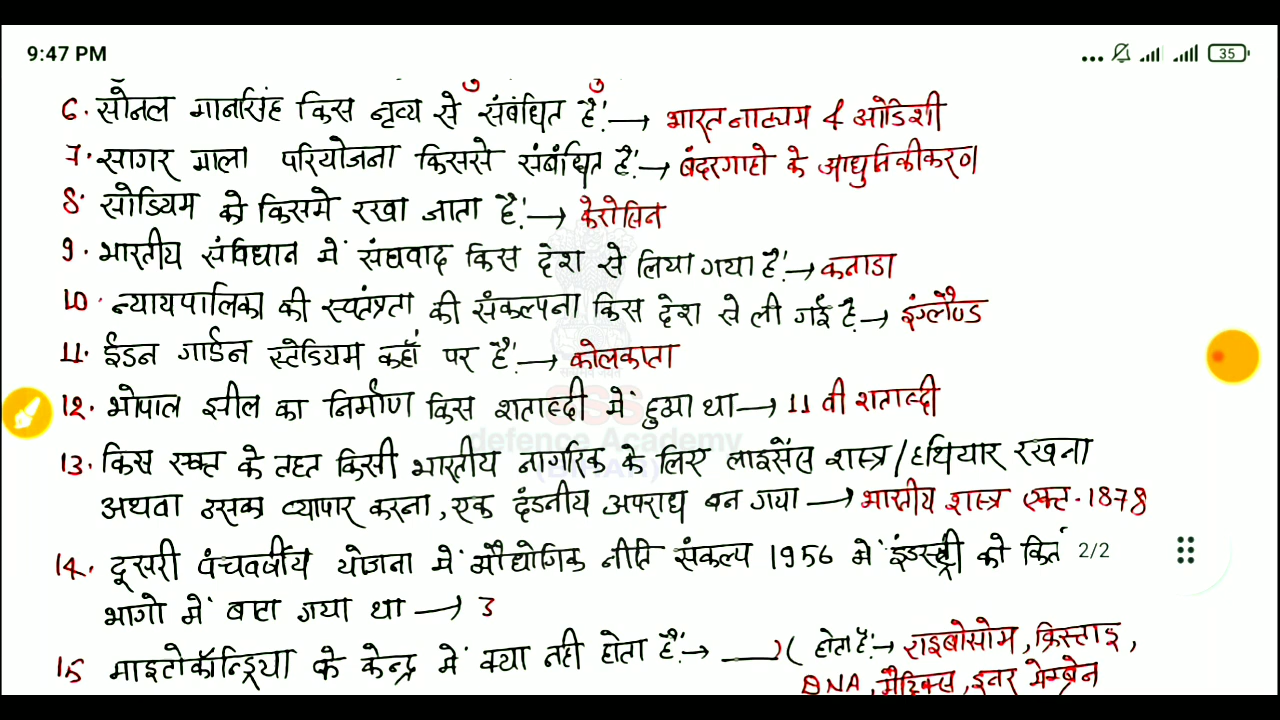 9:47 PM
35
6. सोनल मानसिंह किस नृत्य से संबंधित है? → भारतनाट्यम & ओडिशी
7. सागर माला परियोजना किससे संबंधित है? → बंदरगाहो के आधुनिकीकरण
8. सोडियम को किसमे रखा जाता है? → केरोसिन
9. भारतीय संविधान में संघवाद किस देश से लिया गया है? → कनाडा
10. न्यायपालिका की स्वतंत्रता की संकल्पना किस देश से ली गई है → इंग्लैण्ड
11. ईडन गार्डन स्टेडियम कहाँ पर है? → कोलकाता
12. भोपाल झील का निर्माण किस शताब्दी में हुआ था → 11 वी शताब्दी
defence Academy
13. किस एक्ट के तहत किसी भारतीय नागरिक के लिए लाइसेंस शास्त्र/हथियार रखना
अथवा उसका व्यापार करना, एक दंडनीय अपराध बन गया → भारतीय शास्त्र एक्ट-1878
14. दूसरी पंचवर्षीय योजना में औद्योगिक नीति संकल्प 1956 में इंडस्ट्री को कित 2/2
भागो में बाटा गया था → 3
15 माइटोकॉन्ड्रिया के केन्द्र में क्या नही होता है? → ___ ( होता है → राइबोसोम, क्रिस्टाइ,
DNA, मैट्रिक्स, इनर मेम्ब्रेन